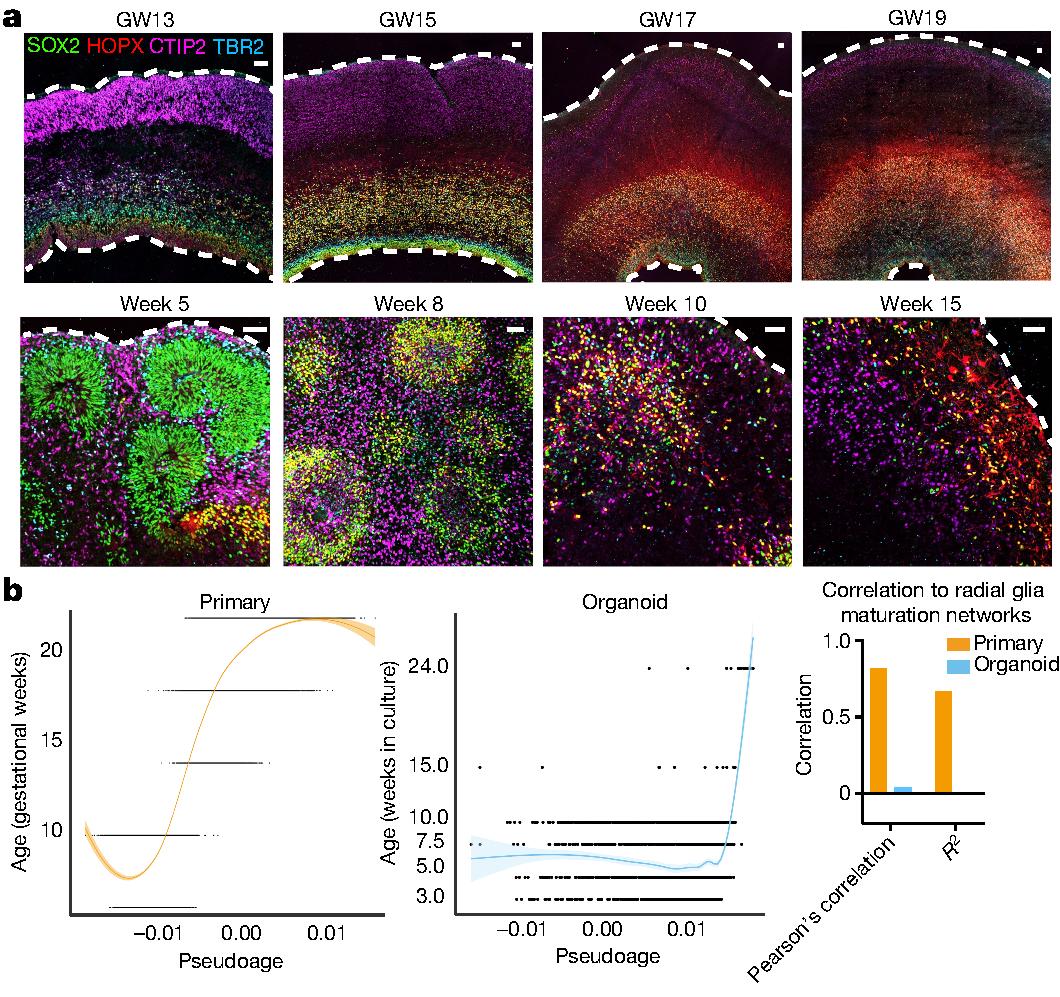 a
GW13 GW15 GW17 GW19
SOX2 HOPX CTIP2 TBR2
Week 5 Week 8 Week 10 Week 15
b
Primary
Age (gestational weeks)
20
15
10
−0.01 0.00 0.01
Pseudoage
Organoid
Age (weeks in culture)
24.0
15.0
10.0
7.5
5.0
3.0
−0.01 0.00 0.01
Pseudoage
Correlation to radial glia
maturation networks
Primary
Organoid
Correlation
1.0
0.5
0
Pearson's correlation
R²